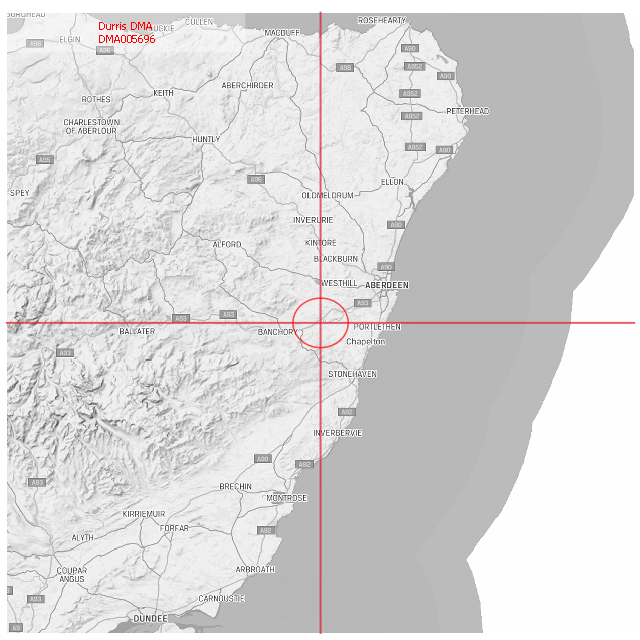 BURGHEAD
CULLEN
ROSEHEARTY
Durris DMA
BUCKIE
MACDUFF
ELGIN
DMA005696
A96
A98
A90
A98
A952
A90
ABERCHIRDER
KEITH
A952
ROTHES
PETERHEAD
A952
CHARLESTOWN
OF ABERLOUR
HUNTLY
A952
A90
A95
A96
ELLON
SPEY
OLDMELDRUM
INVERURIE
A90
KINTORE
ALFORD
BLACKBURN
A90
WESTHILL
ABERDEEN
A93
A93
A93
BALLATER
BANCHORY
PORTLETHEN
Chapelton
A93
STONEHAVEN
A92
INVERBERVIE
A90
A92
A93
BRECHIN
MONTROSE
KIRRIEMUIR
FORFAR
A92
ALYTH
COUPAR
ANGUS
ARBROATH
A93
CARNOUSTIE
DUNDEE
A9